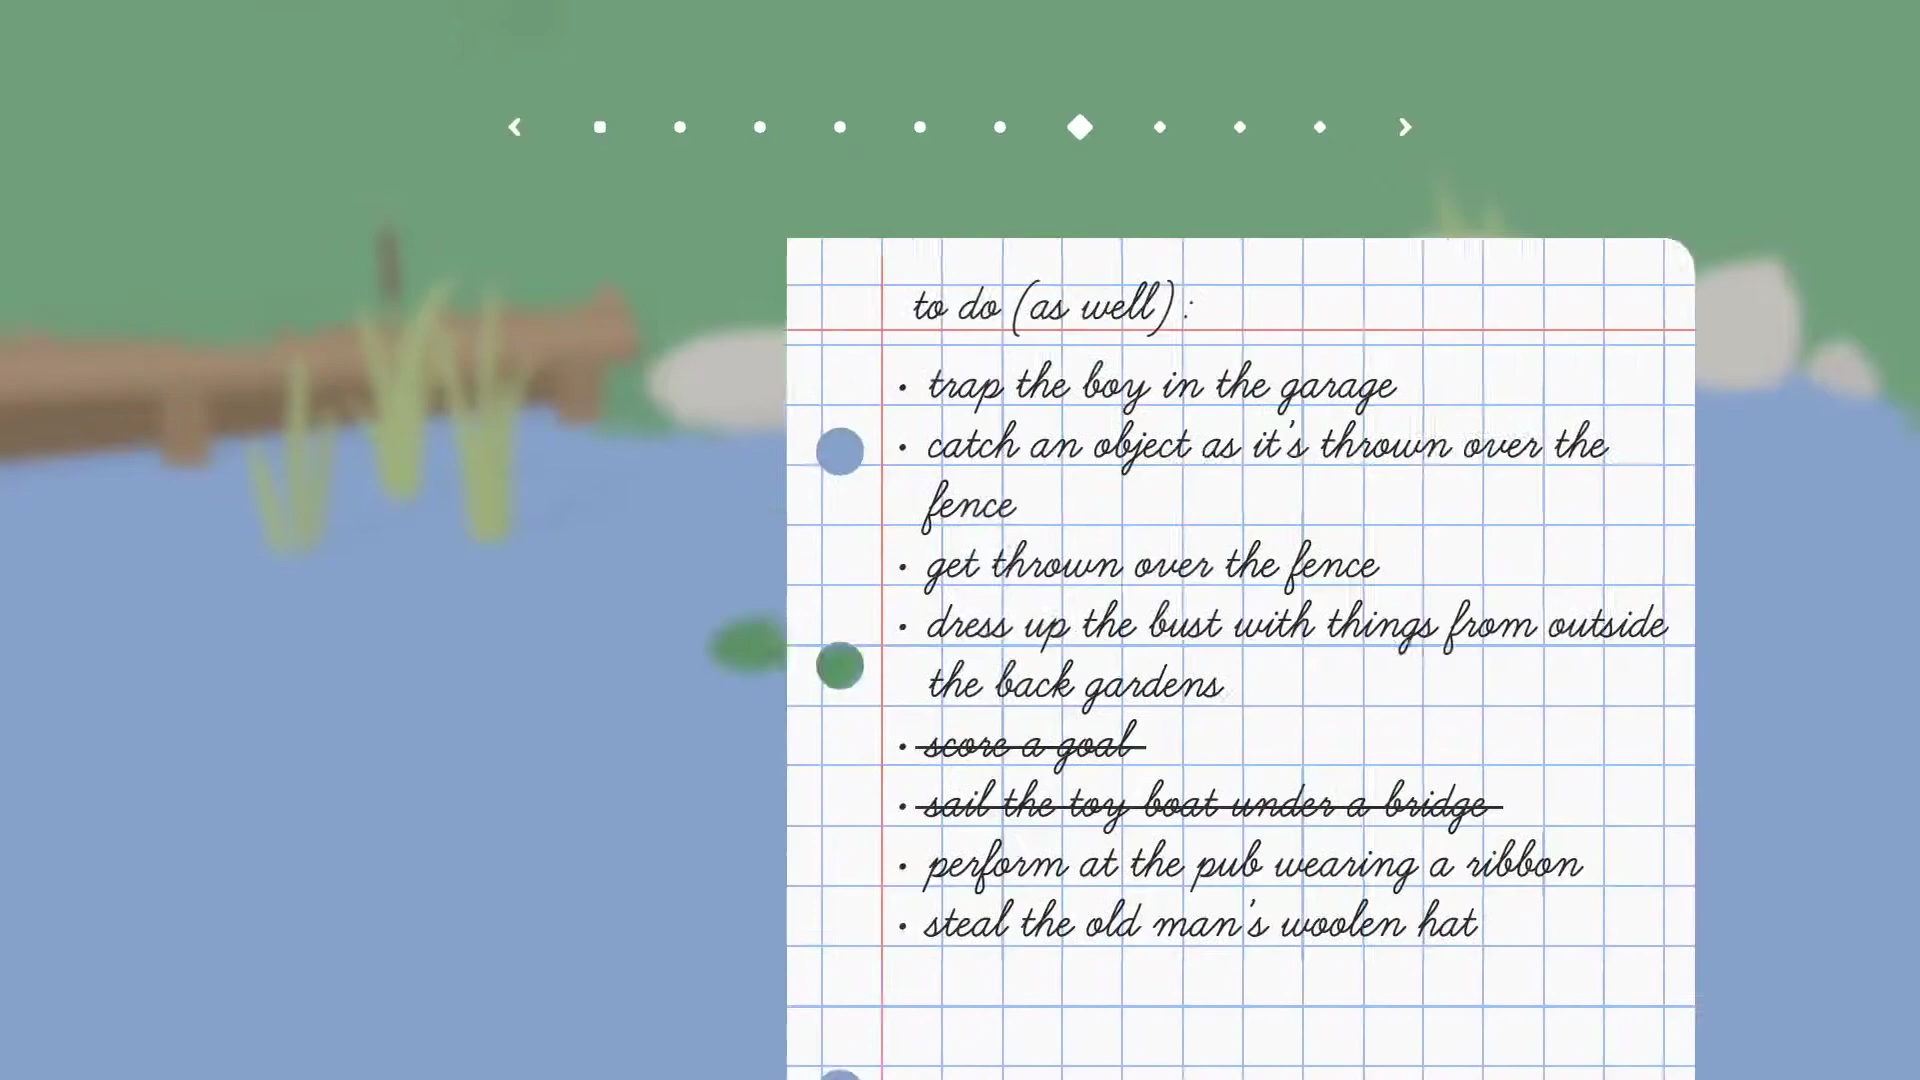 to do (as well):
• trap the boy in the garage
• catch an object as it's thrown over the
fence
• get thrown over the fence
• dress up the bust with things from outside
the back gardens
• score a goal
• sail the toy boat under a bridge
• perform at the pub wearing a ribbon
• steal the old man's woolen hat